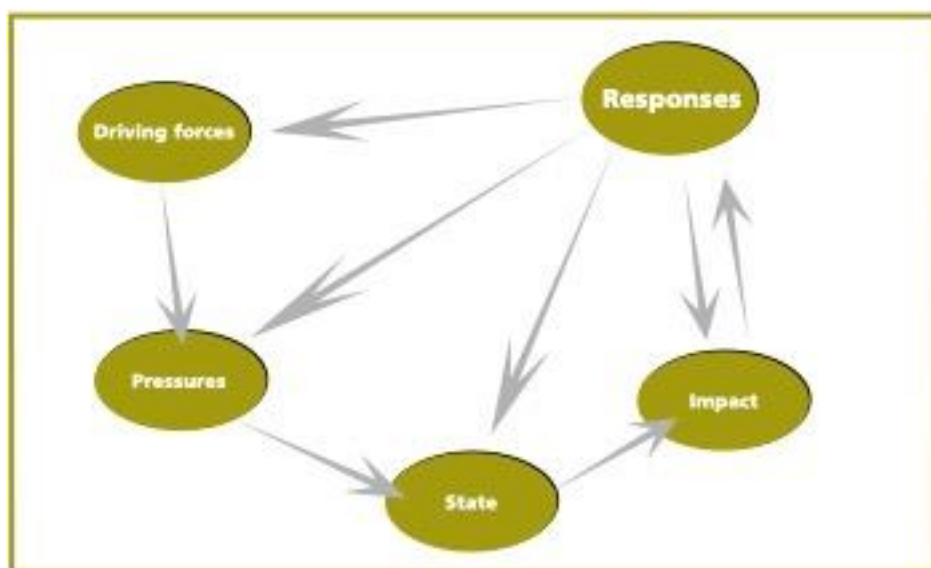 Responses
Driving forces
Pressures
Impact
State